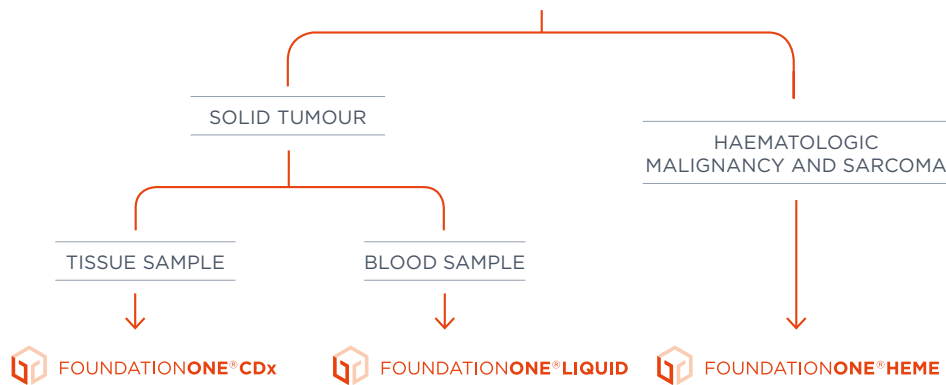 SOLID TUMOUR
HAEMATOLOGIC
MALIGNANCY AND SARCOMA
TISSUE SAMPLE
BLOOD SAMPLE
FOUNDATIONONE®CDx
FOUNDATIONONE®LIQUID
FOUNDATIONONE®HEME